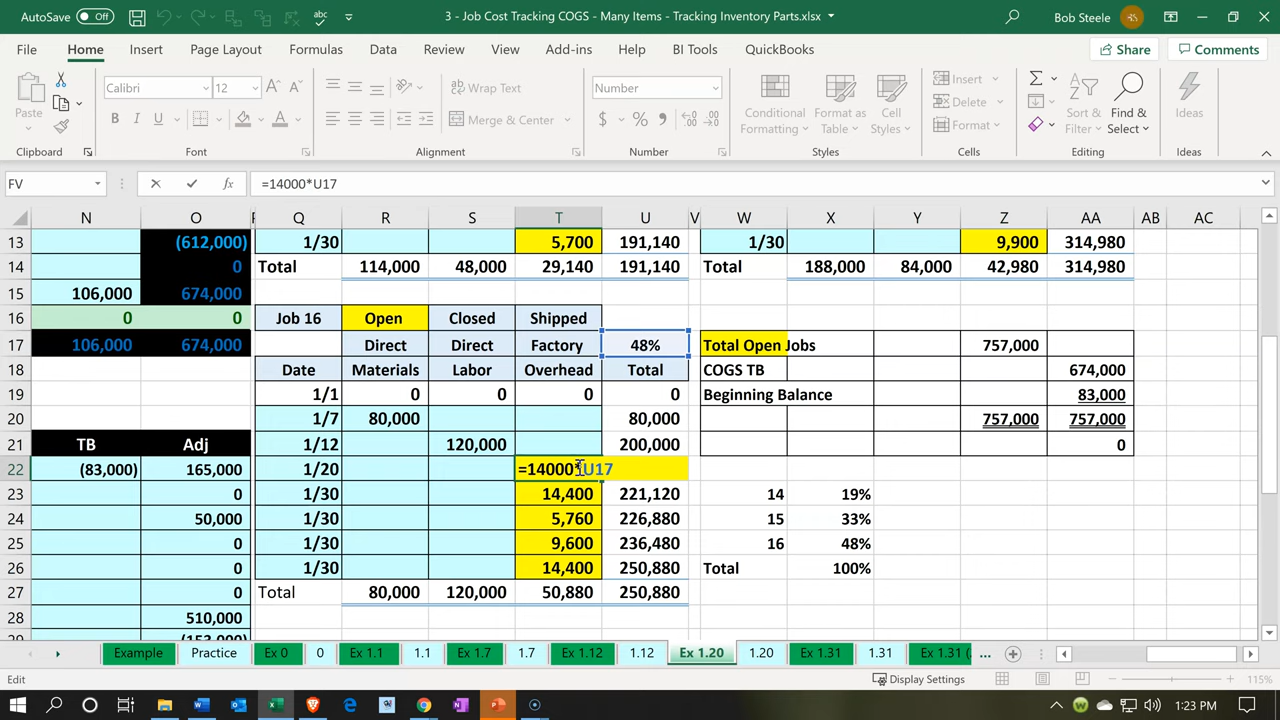 AutoSave Off 3 - Job Cost Tracking COGS - Many Items - Tracking Inventory Parts.xlsx Bob Steele
File Home Insert Page Layout Formulas Data Review View Add-ins Help BI Tools QuickBooks Share Comments
Paste Calibri 12 Wrap Text Merge & Center Number Conditional Formatting Format as Table Cell Styles Insert Delete Format Sort & Filter Find & Select Ideas
Clipboard Font Alignment Number Styles Cells Editing Ideas
FV =14000*U17
N O Q R S T U V W X Y Z AA AB AC
13 (612,000) 1/30 5,700 191,140 1/30 9,900 314,980
14 0 Total 114,000 48,000 29,140 191,140 Total 188,000 84,000 42,980 314,980
15 106,000 674,000
16 0 0 Job 16 Open Closed Shipped
17 106,000 674,000 Direct Direct Factory 48% Total Open Jobs 757,000
18 Date Materials Labor Overhead Total COGS TB 674,000
19 1/1 0 0 0 0 Beginning Balance 83,000
20 1/7 80,000 80,000 757,000 757,000
21 TB Adj 1/12 120,000 200,000 0
22 (83,000) 165,000 1/20 =14000*U17
23 0 1/30 14,400 221,120 14 19%
24 50,000 1/30 5,760 226,880 15 33%
25 0 1/30 9,600 236,480 16 48%
26 0 1/30 14,400 250,880 Total 100%
27 0 Total 80,000 120,000 50,880 250,880
28 510,000
29 (153,000)
Example Practice Ex 0 0 Ex 1.1 1.1 Ex 1.7 1.7 Ex 1.12 1.12 Ex 1.20 1.20 Ex 1.31 1.31 Ex 1.31 ( ...
Edit Display Settings 115%
1:23 PM